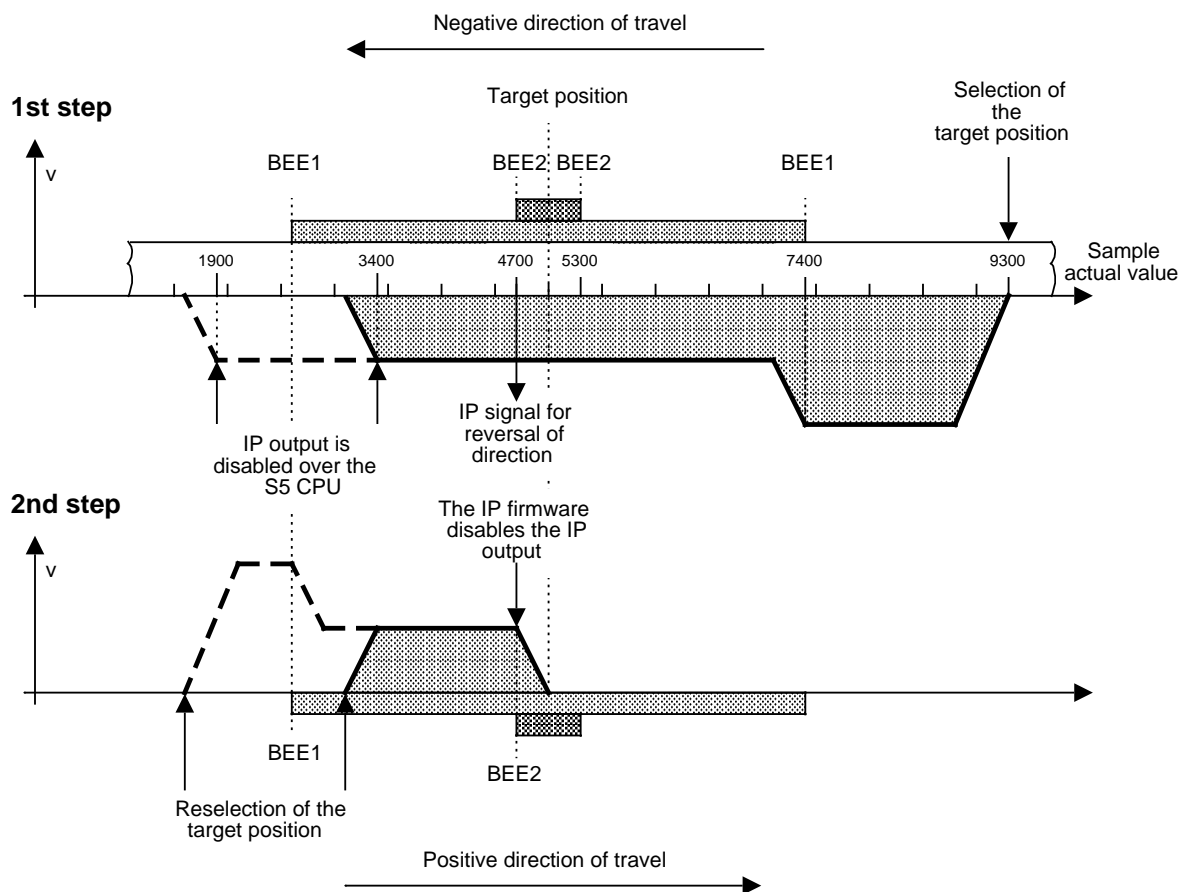 Negative direction of travel
Target position
Selection of
the
target position
1st step
v
BEE1
BEE2
BEE2
BEE1
1900
3400
4700
5300
7400
9300
Sample
actual value
IP output is
disabled over the
S5 CPU
IP signal for
reversal of
direction
2nd step
The IP firmware
disables the IP
output
v
BEE1
BEE2
Reselection of the
target position
Positive direction of travel